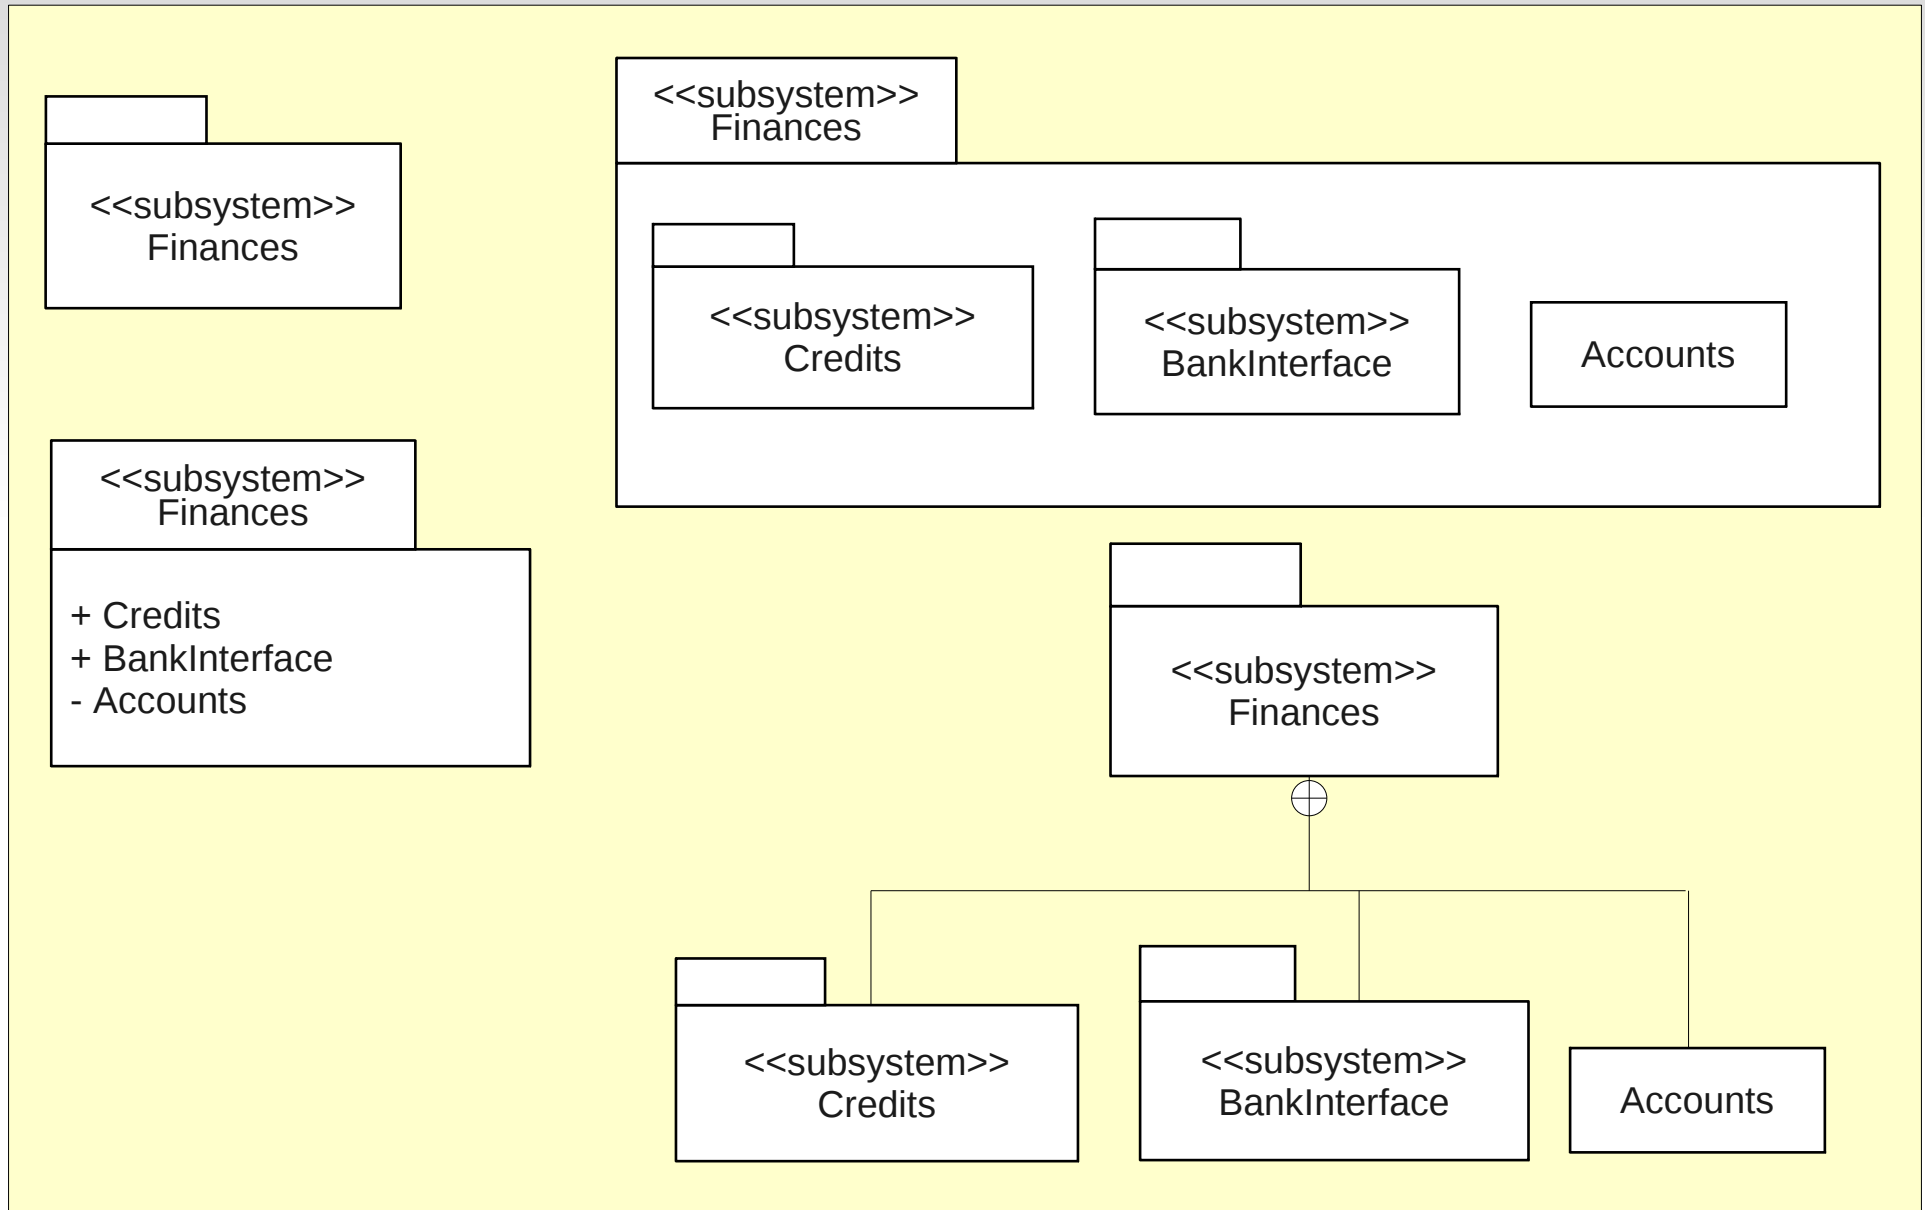 <<subsystem>>
Finances
<<subsystem>>
Finances
<<subsystem>>
Credits
<<subsystem>>
BankInterface
Accounts
<<subsystem>>
Finances
+ Credits
+ BankInterface
- Accounts
<<subsystem>>
Finances
<<subsystem>>
Credits
<<subsystem>>
BankInterface
Accounts